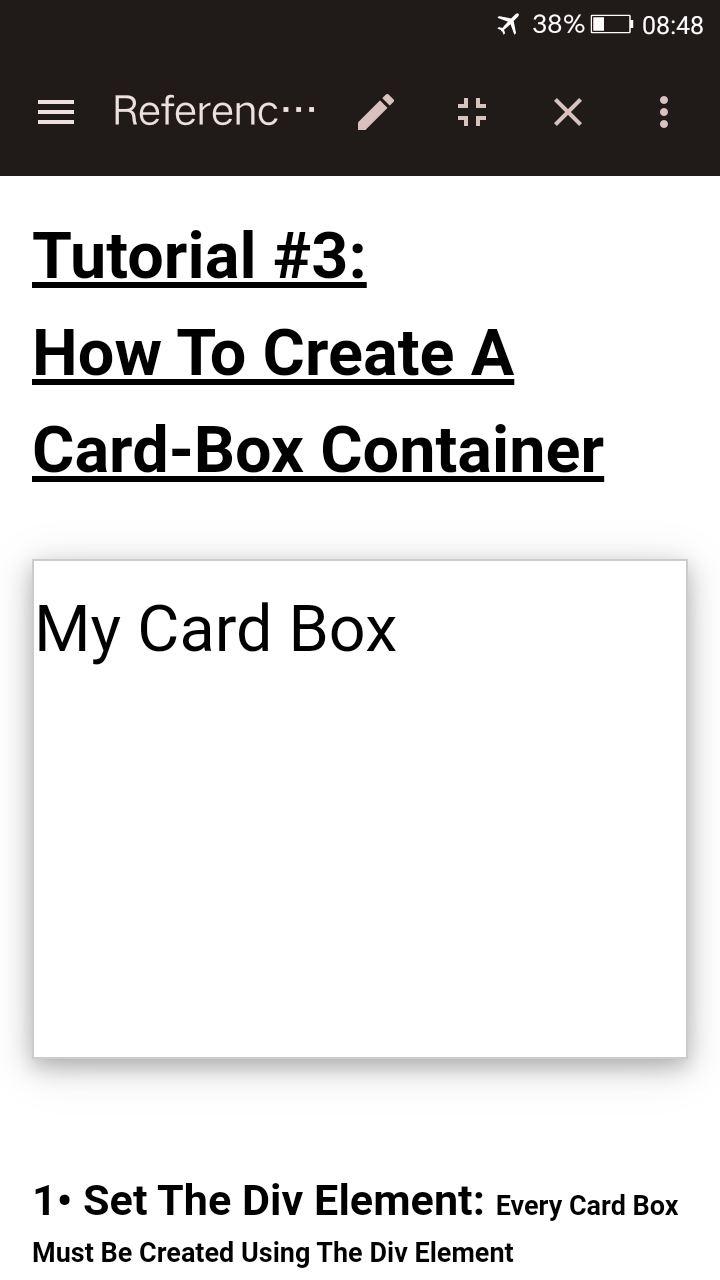 38% 08:48
Referenc···
Tutorial #3:
How To Create A
Card-Box Container
My Card Box
1• Set The Div Element: Every Card Box
Must Be Created Using The Div Element